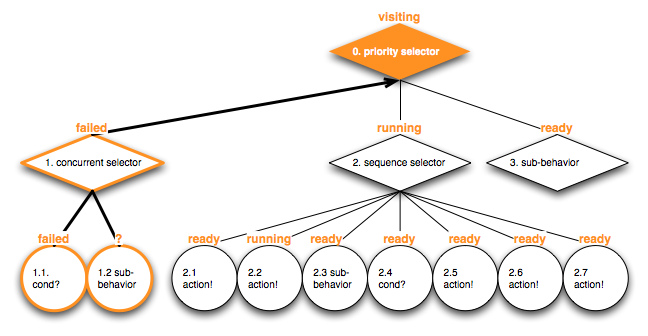 visiting
0. priority selector
failed
running
ready
1. concurrent selector
2. sequence selector
3. sub-behavior
failed
?
ready
running
ready
ready
ready
ready
ready
1.1.
cond?
1.2 sub-
behavior
2.1
action!
2.2
action!
2.3 sub-
behavior
2.4
cond?
2.5
action!
2.6
action!
2.7
action!